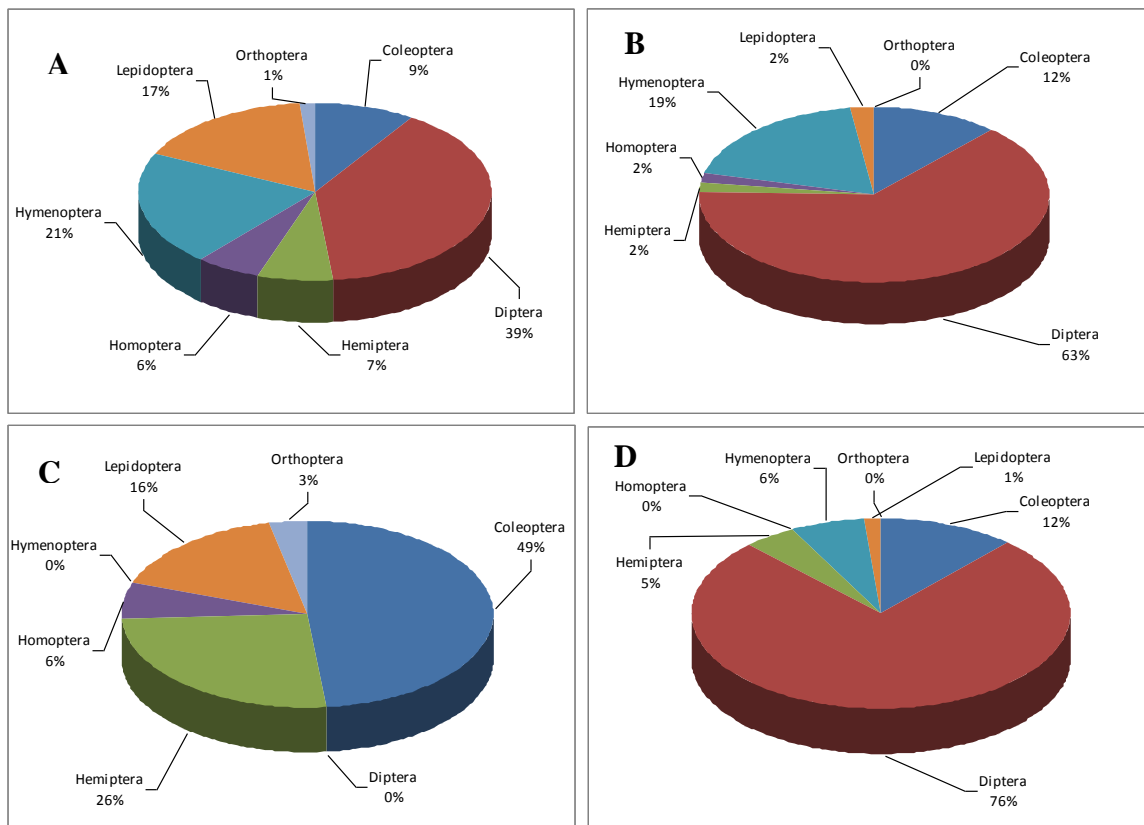 A
Orthoptera
1%
Coleoptera
9%
Lepidoptera
17%
Hymenoptera
21%
Diptera
39%
Homoptera
6%
Hemiptera
7%
B
Lepidoptera
2%
Orthoptera
0%
Coleoptera
12%
Hymenoptera
19%
Homoptera
2%
Hemiptera
2%
Diptera
63%
C
Lepidoptera
16%
Orthoptera
3%
Coleoptera
49%
Hymenoptera
0%
Homoptera
6%
Hemiptera
26%
Diptera
0%
D
Hymenoptera
6%
Orthoptera
0%
Lepidoptera
1%
Homoptera
0%
Coleoptera
12%
Hemiptera
5%
Diptera
76%